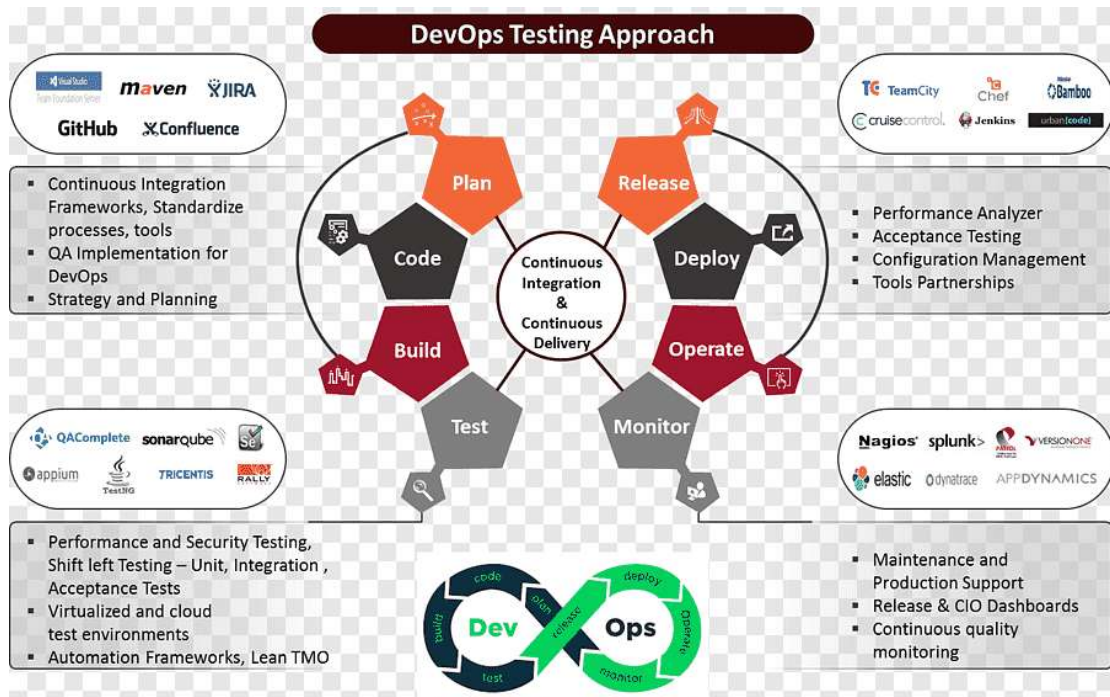 DevOps Testing Approach
Visual Studio
Team Foundation Server
maven
JIRA
GitHub
Confluence
Continuous Integration
Frameworks, Standardize
processes, tools
QA Implementation for
DevOps
Strategy and Planning
TC TeamCity
Chef
Bamboo
cruisecontrol.
Jenkins
urban{code}
Performance Analyzer
Acceptance Testing
Configuration Management
Tools Partnerships
Plan
Code
Build
Test
Release
Deploy
Operate
Monitor
Continuous
Integration
&
Continuous
Delivery
QAComplete
sonarqube
Se
appium
TestNG
TRICENTIS
RALLY
Performance and Security Testing,
Shift left Testing – Unit, Integration ,
Acceptance Tests
Virtualized and cloud
test environments
Automation Frameworks, Lean TMO
Nagios®
splunk>
PATROL
VERSIONONE
elastic
dynatrace
APPDYNAMICS
Maintenance and
Production Support
Release & CIO Dashboards
Continuous quality
monitoring
Dev
Ops
code
plan
build
test
release
deploy
Operate
monitor